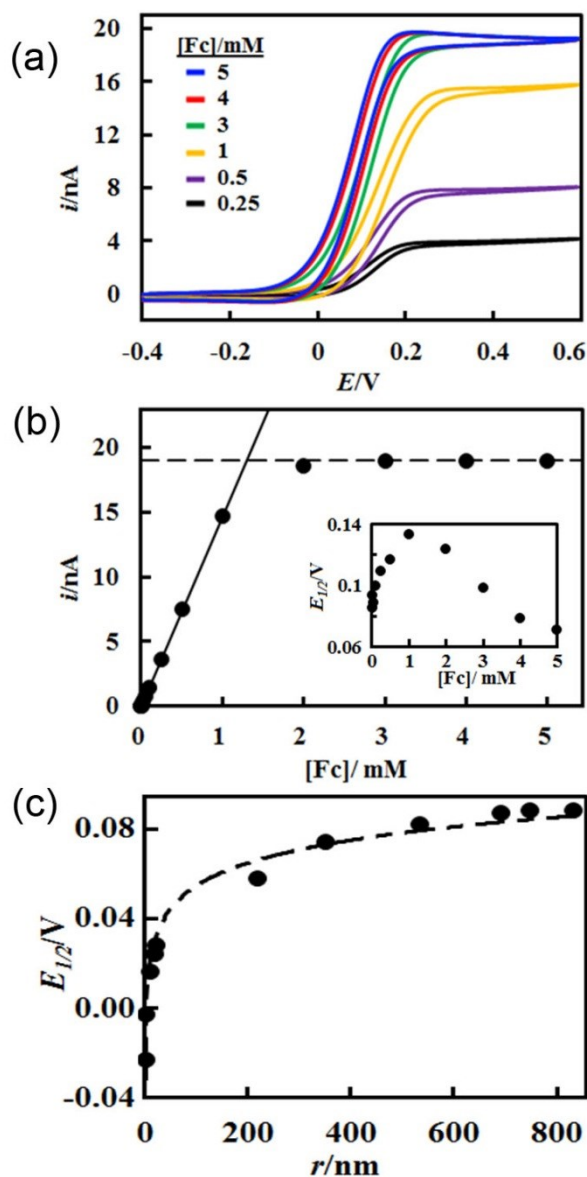 (a)
[Fc]/mM
5
4
3
1
0.5
0.25
20
16
12
8
4
0
i/nA
-0.4 -0.2 0 0.2 0.4 0.6
E/V
(b)
20
15
10
5
0
i/nA
0.14
0.1
0.06
E1/2/V
0 1 2 3 4 5
[Fc]/ mM
0 1 2 3 4 5
[Fc]/ mM
(c)
0.08
0.04
0.00
-0.04
E1/2/V
0 200 400 600 800
r/nm